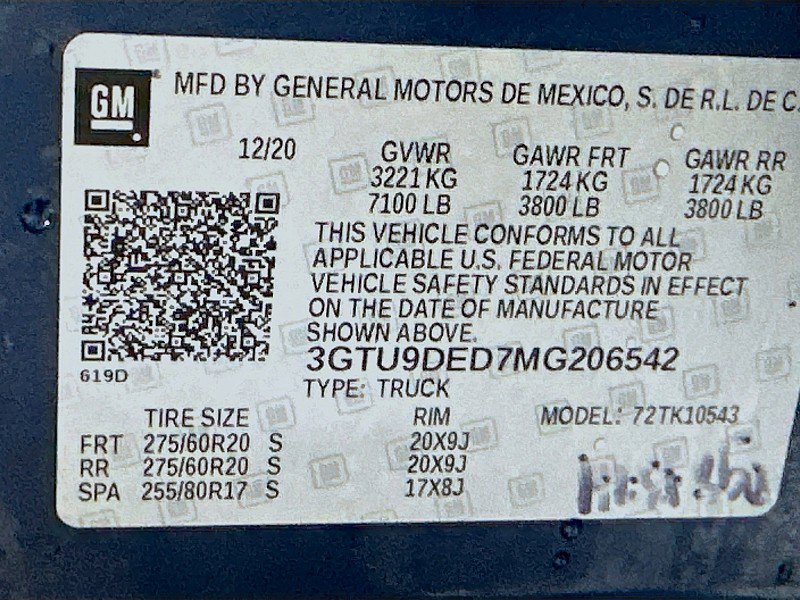 GM
MFD BY GENERAL MOTORS DE MEXICO, S. DE R.L. DE C.
12/20
GVWR GAWR FRT GAWR RR
3221 KG 1724 KG 1724 KG
7100 LB 3800 LB 3800 LB
THIS VEHICLE CONFORMS TO ALL
APPLICABLE U.S. FEDERAL MOTOR
VEHICLE SAFETY STANDARDS IN EFFECT
ON THE DATE OF MANUFACTURE
SHOWN ABOVE.
3GTU9DED7MG206542
619D
TYPE: TRUCK
TIRE SIZE RIM MODEL: 72TK10543
FRT 275/60R20 S 20X9J
RR 275/60R20 S 20X9J
SPA 255/80R17 S 17X8J